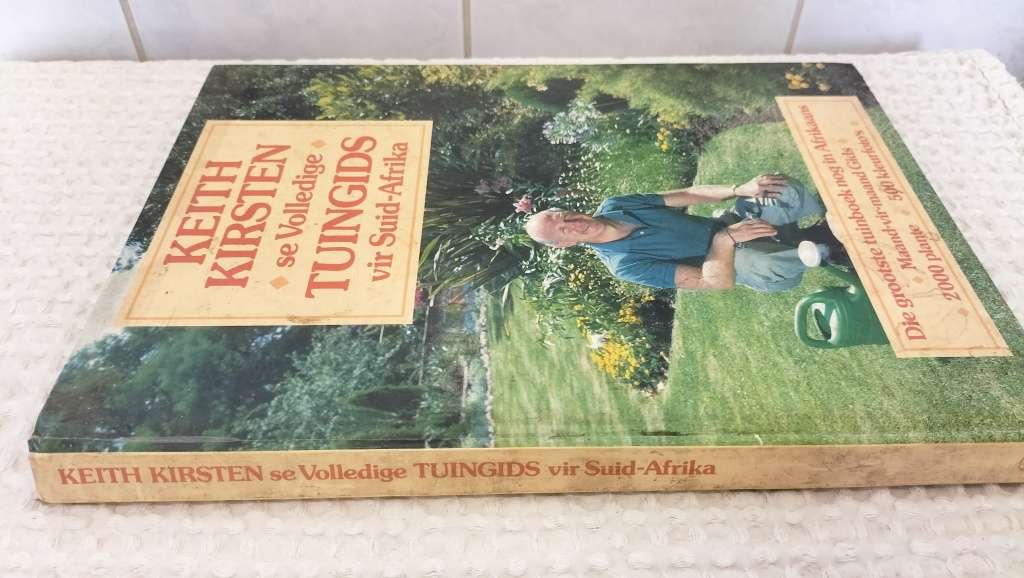 KEITH
KIRSTEN
se Volledige
TUINGIDS
vir Suid-Afrika
Die grootste tuinboek nog in Afrikaans
Maand-vir-maand Gids
2000 plante 590 kleurfoto's
KEITH KIRSTEN se Volledige TUINGIDS vir Suid-Afrika